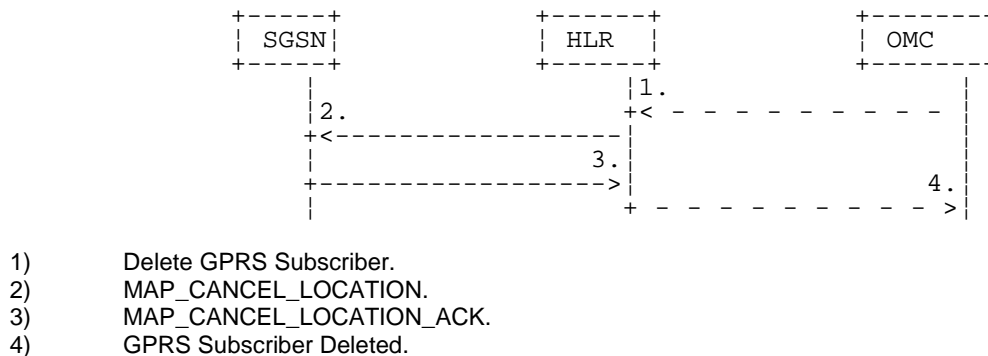 SGSN HLR OMC
1.
2.
3.
4.
1) Delete GPRS Subscriber.
2) MAP_CANCEL_LOCATION.
3) MAP_CANCEL_LOCATION_ACK.
4) GPRS Subscriber Deleted.